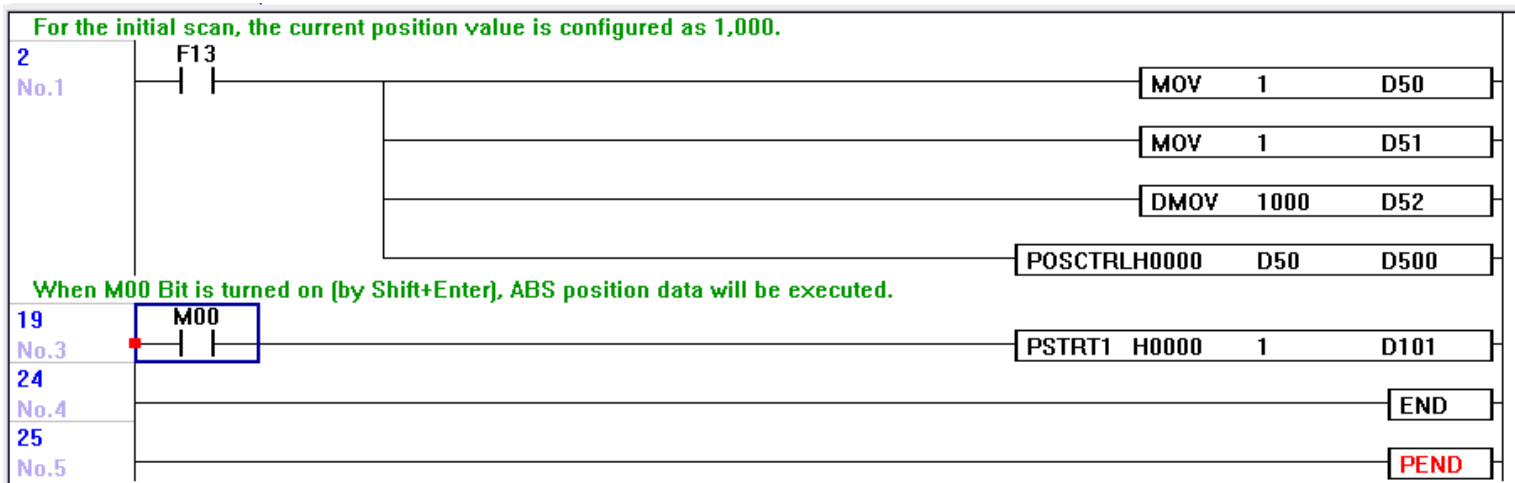 For the initial scan, the current position value is configured as 1,000.
2
F13
No.1
MOV 1 D50
MOV 1 D51
DMOV 1000 D52
POSCTRLH0000 D50 D500
When M00 Bit is turned on (by Shift+Enter), ABS position data will be executed.
19
M00
No.3
PSTRT1 H0000 1 D101
24
No.4
END
25
No.5
PEND